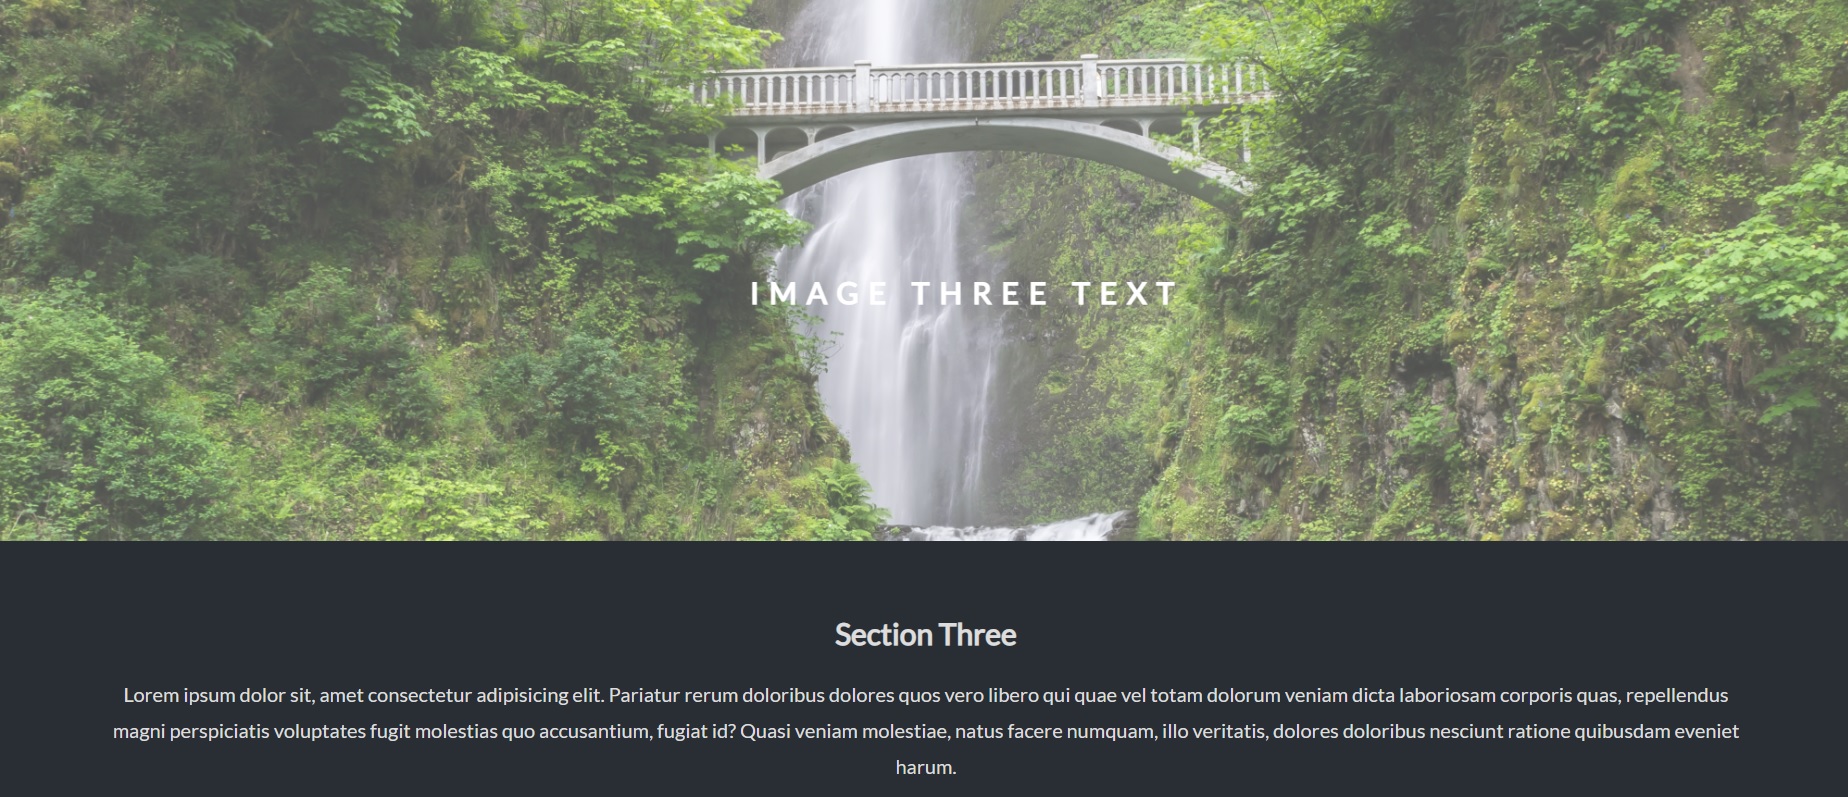 IMAGE THREE TEXT
Section Three
Lorem ipsum dolor sit, amet consectetur adipisicing elit. Pariatur rerum doloribus dolores quos vero libero qui quae vel totam dolorum veniam dicta laboriosam corporis quas, repellendus
magni perspiciatis voluptates fugit molestias quo accusantium, fugiat id? Quasi veniam molestiae, natus facere numquam, illo veritatis, dolores doloribus nesciunt ratione quibusdam eveniet
harum.